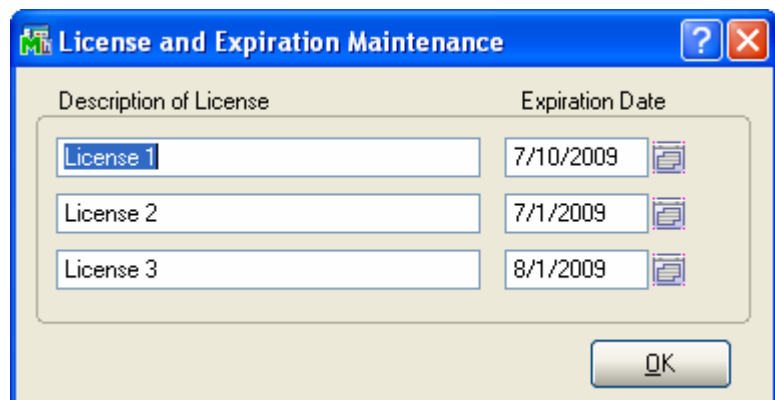 License and Expiration Maintenance
Description of License Expiration Date
License 1 7/10/2009
License 2 7/1/2009
License 3 8/1/2009
OK